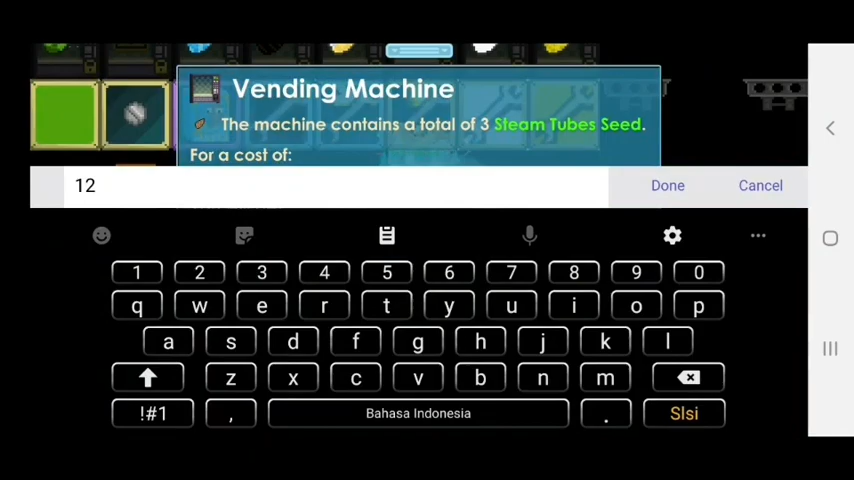 Vending Machine
The machine contains a total of 3 Steam Tubes Seed.
For a cost of:
12
Done
Cancel
1 2 3 4 5 6 7 8 9 0
q w e r t y u i o p
a s d f g h j k l
z x c v b n m
!#1 , Bahasa Indonesia . Slsi